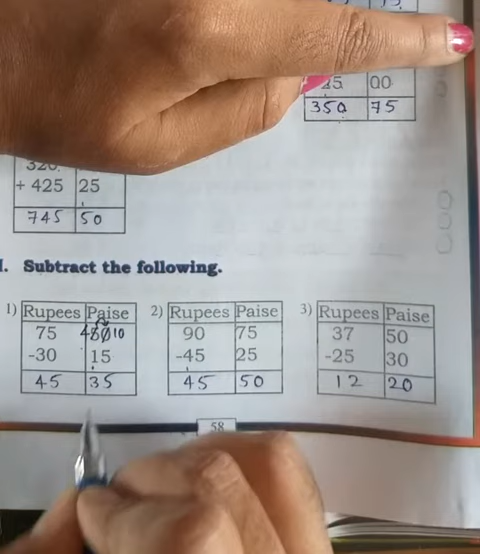 25 00
350 75
+ 425 25
745 50
I. Subtract the following.
1) Rupees Paise 2) Rupees Paise 3) Rupees Paise
75 4 50 10 90 75 37 50
-30 15 -45 25 -25 30
45 35 45 50 12 20
58